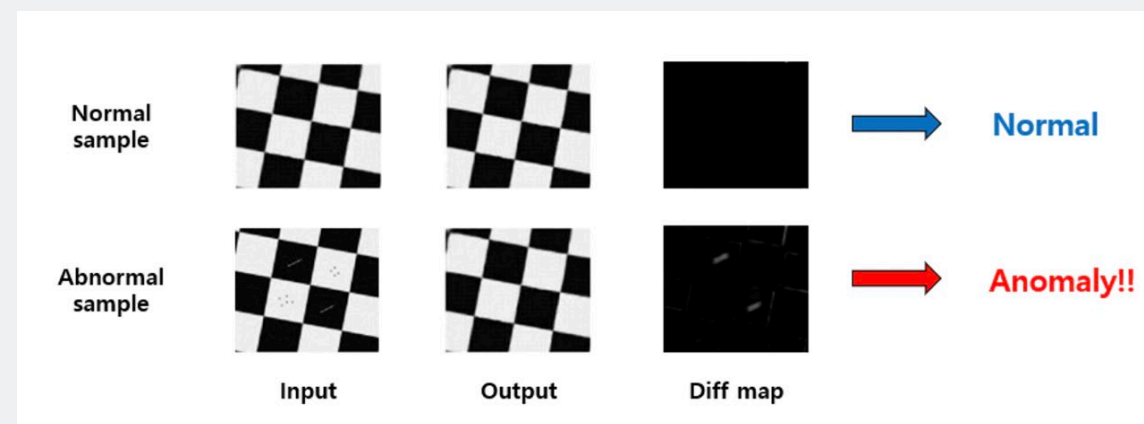 Normal
sample
Normal
Abnormal
sample
Anomaly!!
Input
Output
Diff map